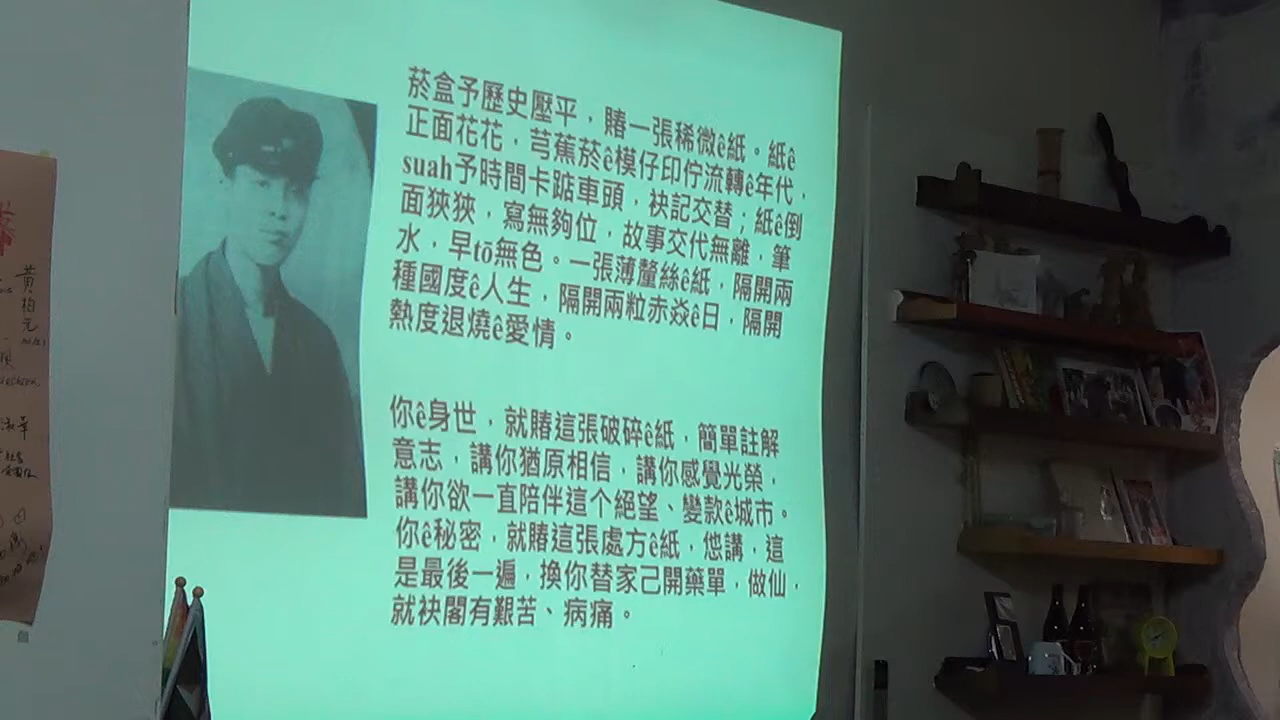 菸盒予歷史壓平，賰一張稀微ê紙。紙ê
正面花花，芎蕉菸ê模仔印佇流轉ê年代，
suah予時間卡踮車頭，袂記交替；紙ê倒
面狹狹，寫無夠位，故事交代無離，筆
水，早tō無色。一張薄釐絲ê紙，隔開兩
種國度ê人生，隔開兩粒赤焱ê日，隔開
熱度退燒ê愛情。
你ê身世，就賰這張破碎ê紙，簡單註解
意志，講你猶原相信，講你感覺光榮，
講你欲一直陪伴這个絕望、變款ê城市。
你ê秘密，就賰這張處方ê紙，他講，這
是最後一遍，換你替家己開藥單，做仙，
就袂閣有艱苦、病痛。
黃柏元